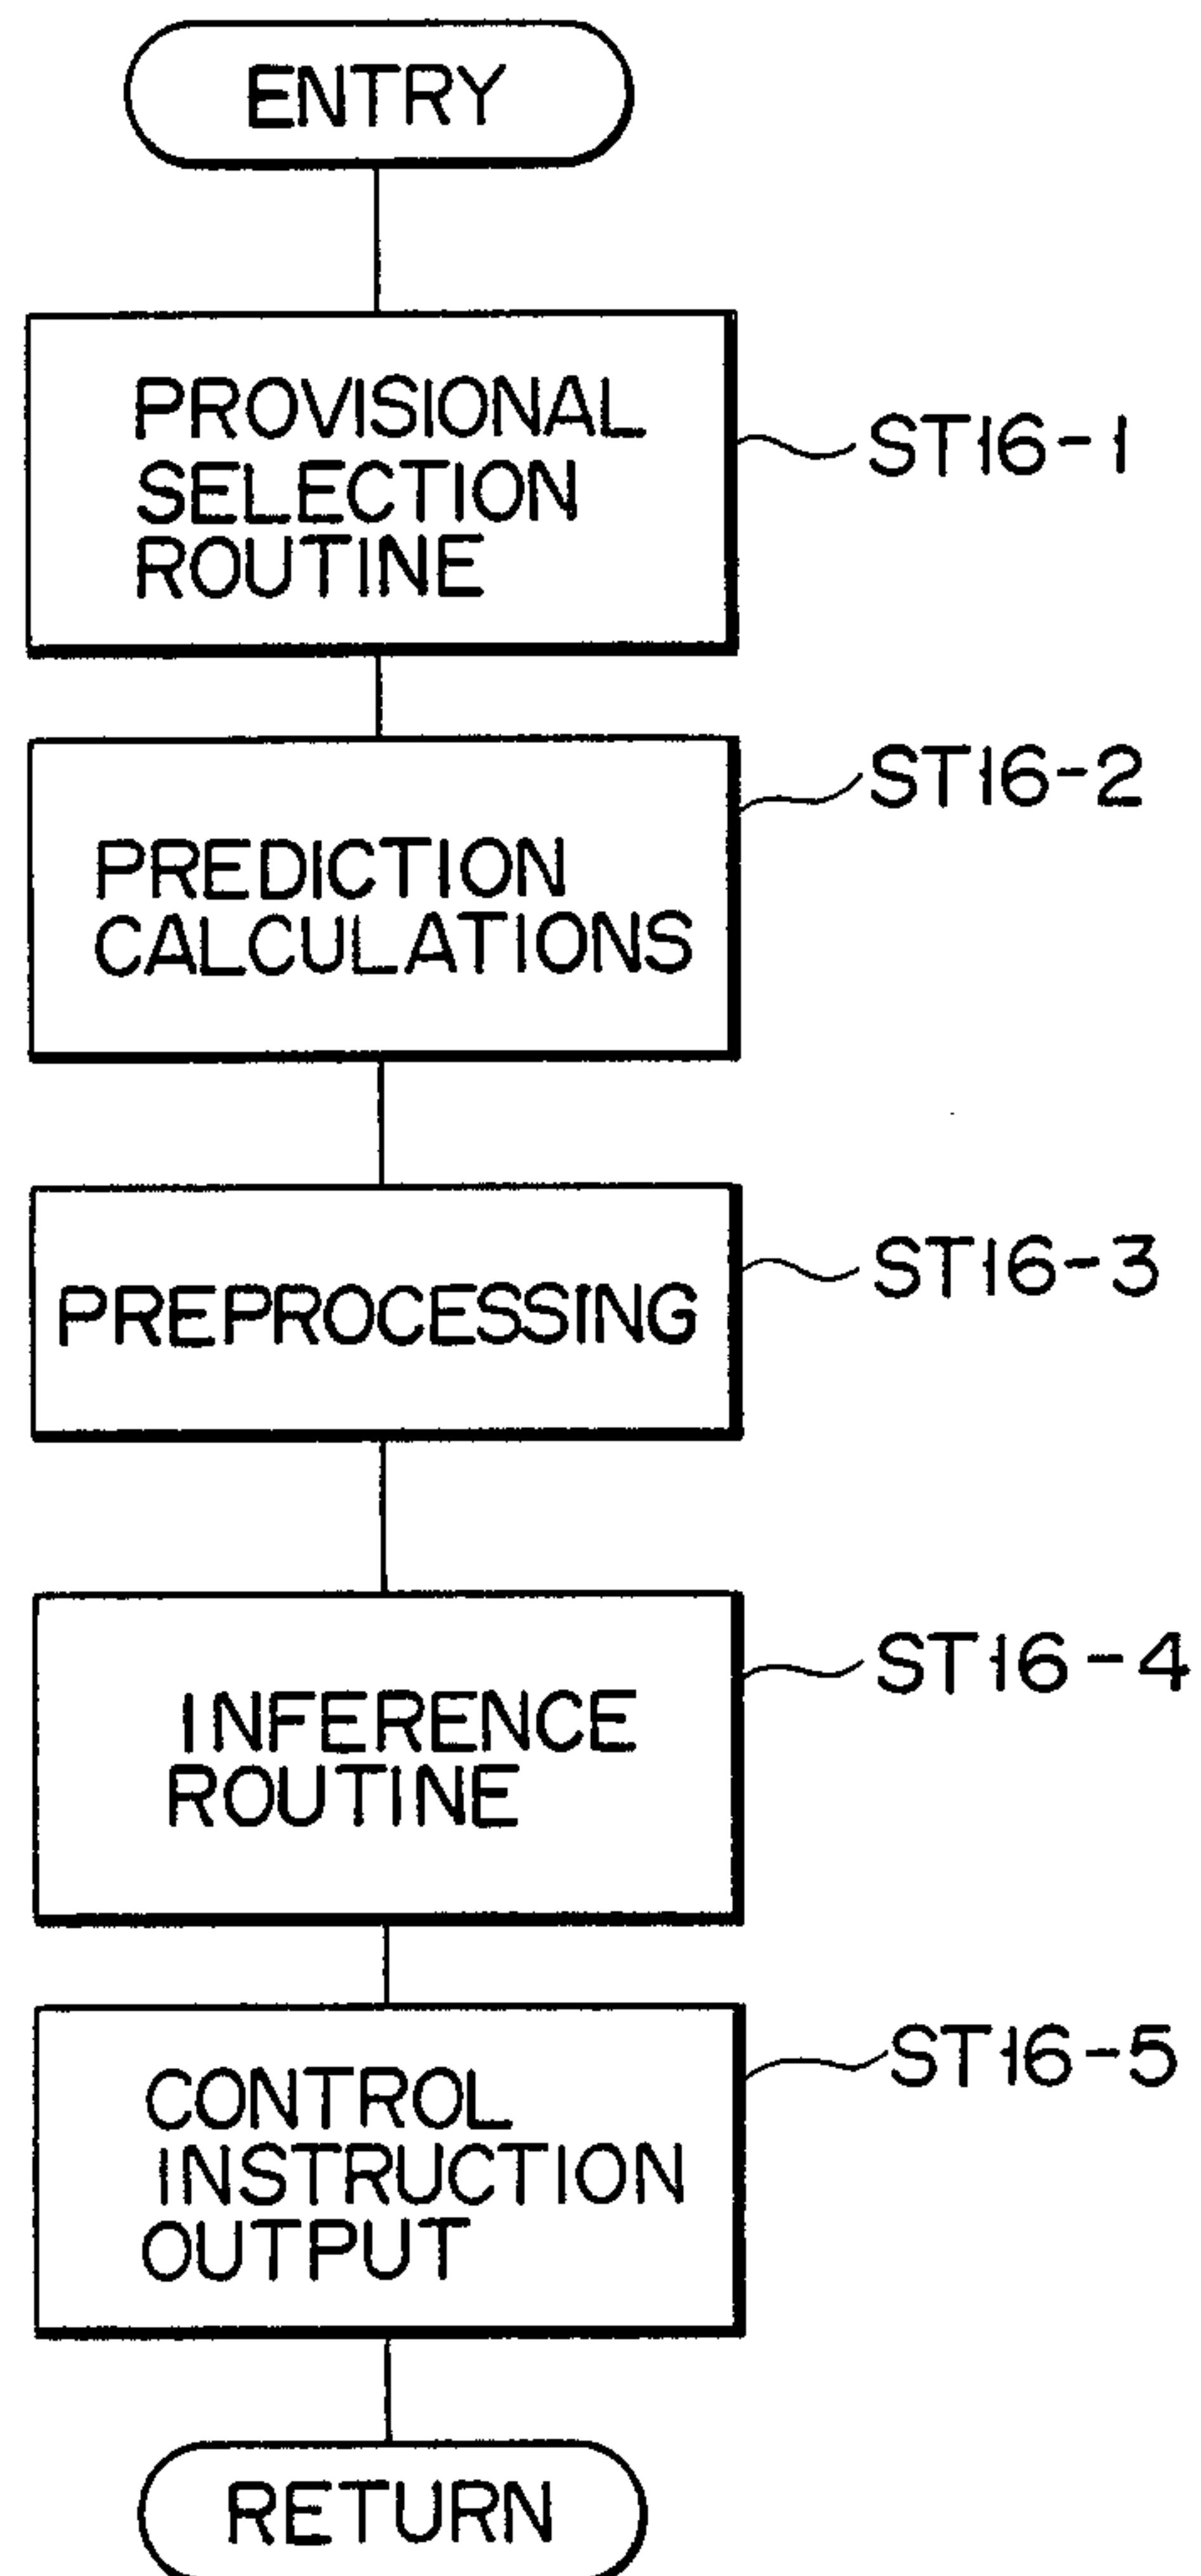 ENTRY
PROVISIONAL
SELECTION
ROUTINE
ST16-1
PREDICTION
CALCULATIONS
ST16-2
PREPROCESSING
ST16-3
INFERENCE
ROUTINE
ST16-4
CONTROL
INSTRUCTION
OUTPUT
ST16-5
RETURN